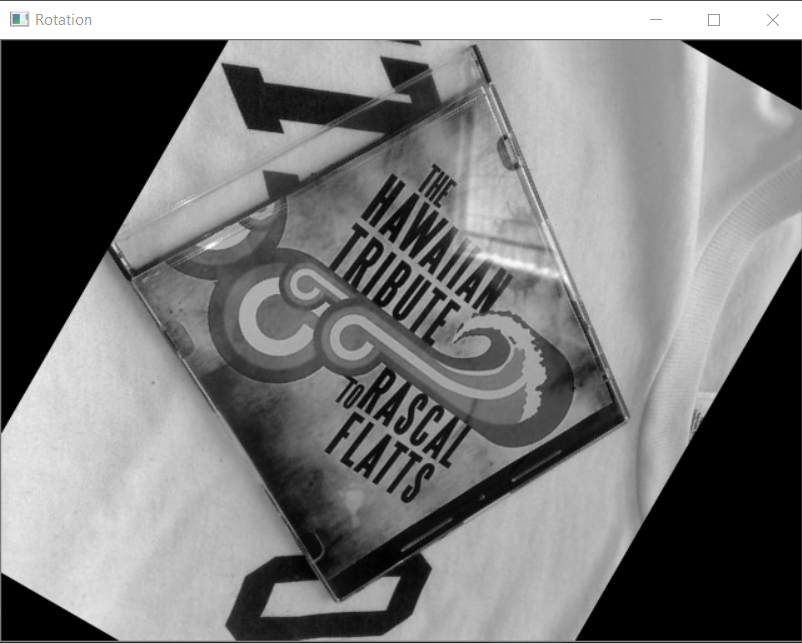 Rotation
THE
HAWAIIAN
TRIBUTE
TO RASCAL
FLATTS